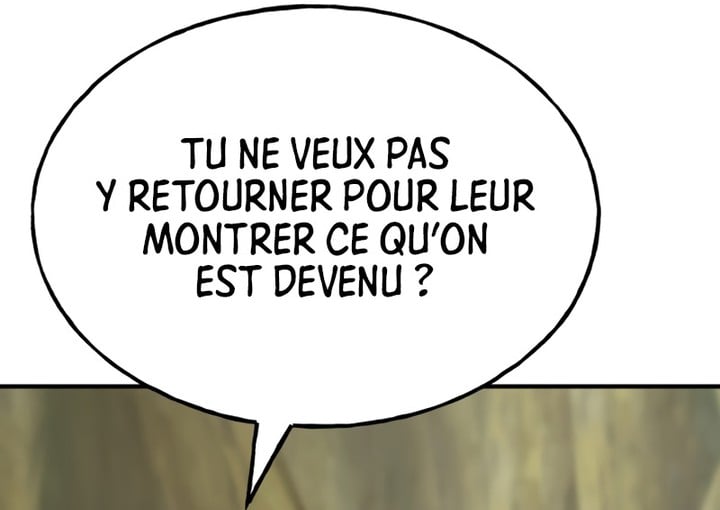 TU NE VEUX PAS
Y RETOURNER POUR LEUR
MONTRER CE QU'ON
EST DEVENU ?